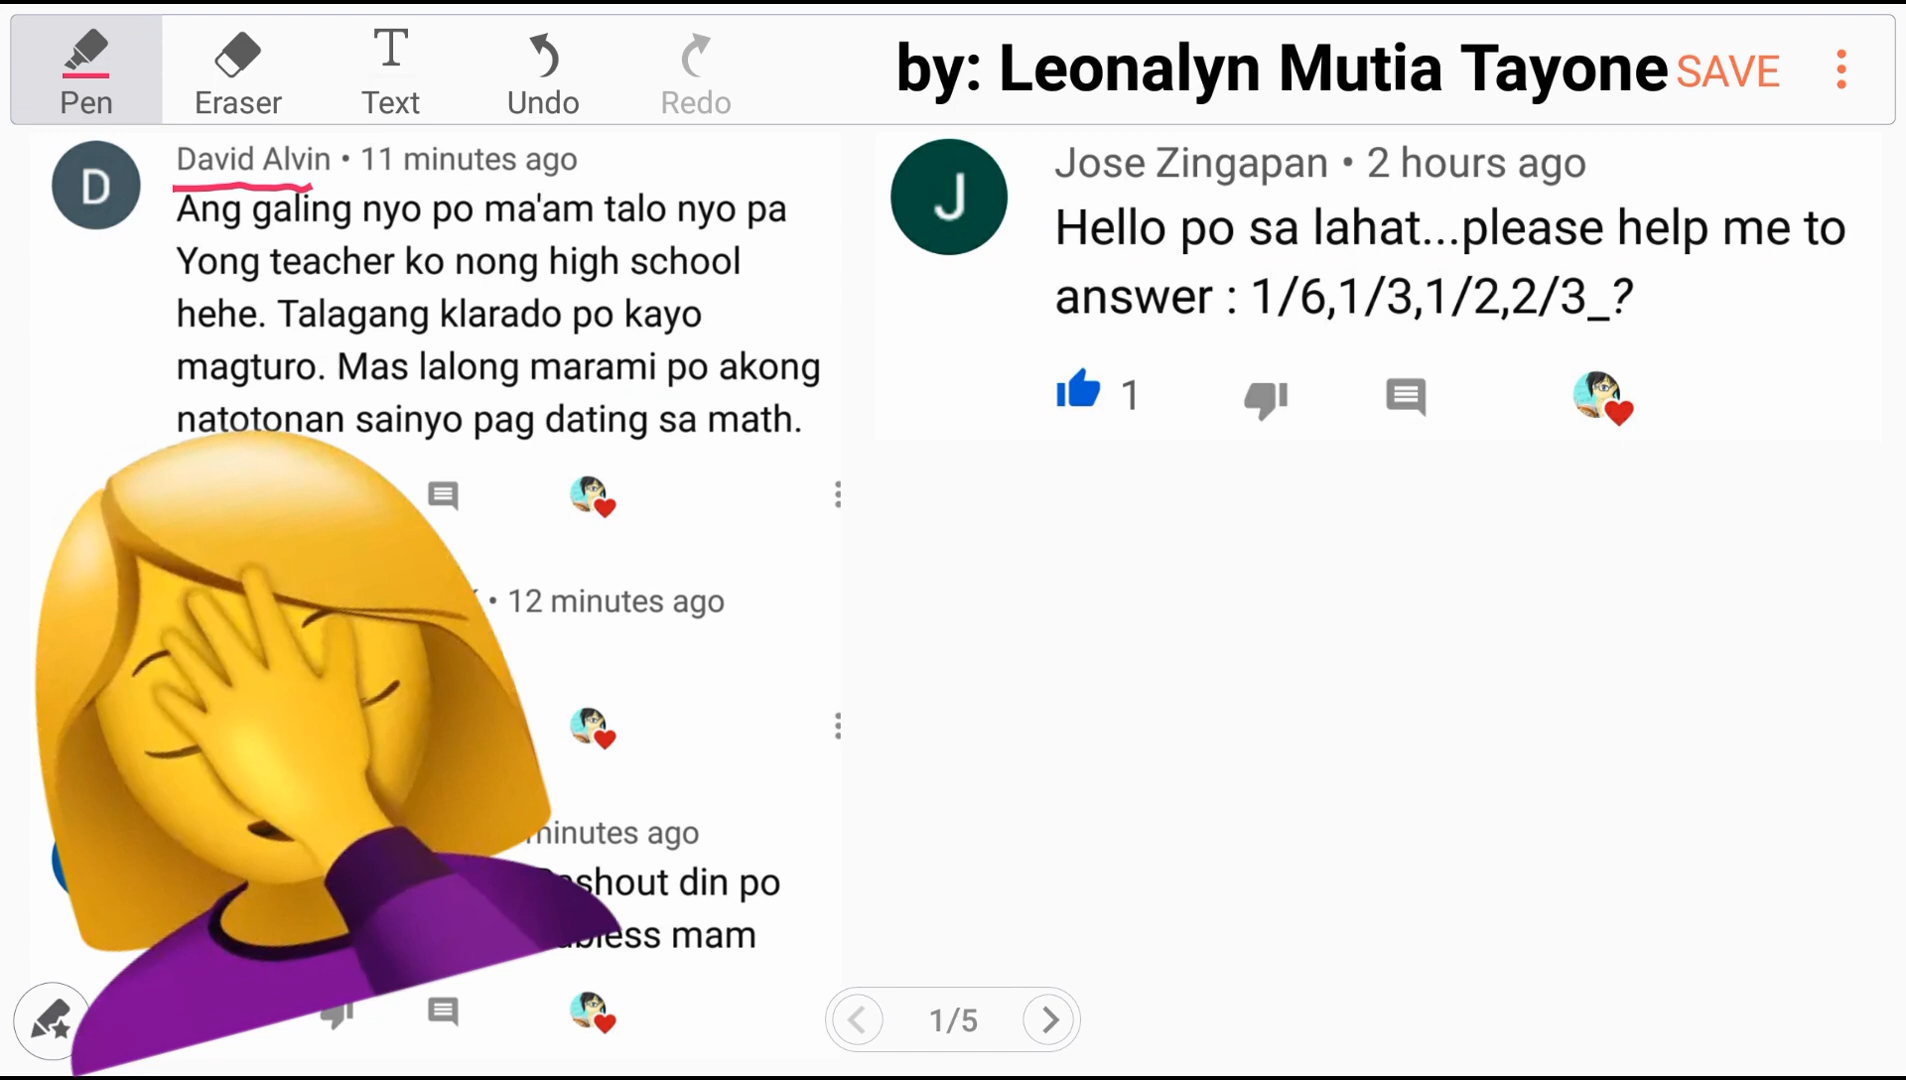 Pen
Eraser
Text
Undo
Redo
by: Leonalyn Mutia Tayone
SAVE
D
David Alvin • 11 minutes ago
Ang galing nyo po ma'am talo nyo pa
Yong teacher ko nong high school
hehe. Talagang klarado po kayo
magturo. Mas lalong marami po akong
natotonan sainyo pag dating sa math.
• 12 minutes ago
minutes ago
din po
mam
J
Jose Zingapan • 2 hours ago
Hello po sa lahat...please help me to
answer : 1/6,1/3,1/2,2/3_?
1
1/5